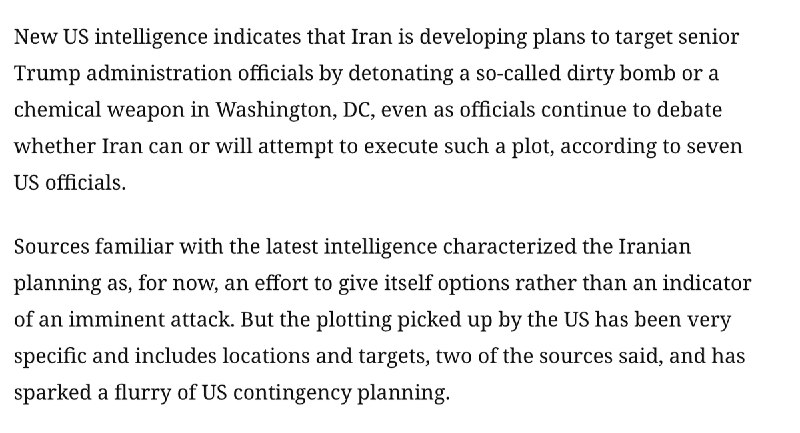 New US intelligence indicates that Iran is developing plans to target senior
Trump administration officials by detonating a so-called dirty bomb or a
chemical weapon in Washington, DC, even as officials continue to debate
whether Iran can or will attempt to execute such a plot, according to seven
US officials.
Sources familiar with the latest intelligence characterized the Iranian
planning as, for now, an effort to give itself options rather than an indicator
of an imminent attack. But the plotting picked up by the US has been very
specific and includes locations and targets, two of the sources said, and has
sparked a flurry of US contingency planning.